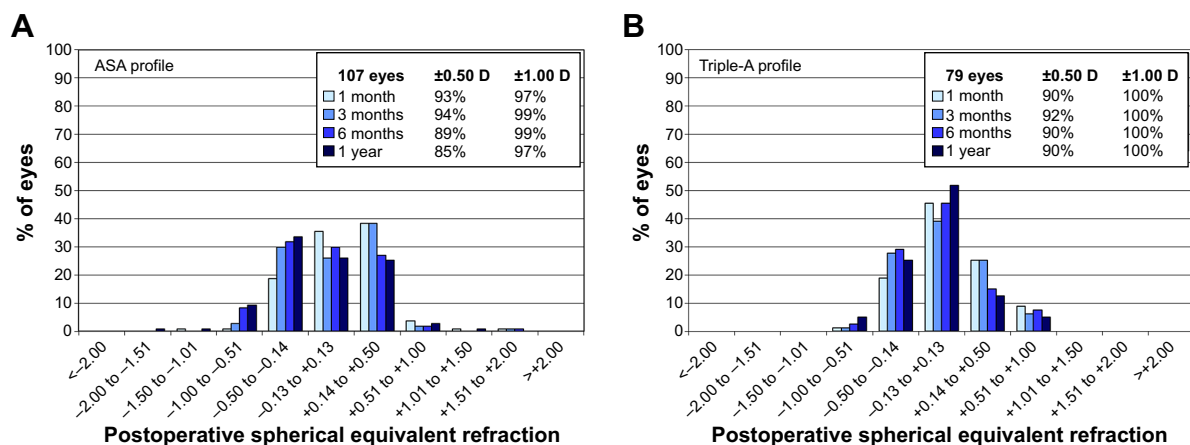 A
ASA profile
107 eyes ±0.50 D ±1.00 D
1 month 93% 97%
3 months 94% 99%
6 months 89% 99%
1 year 85% 97%
100
90
80
70
60
50
40
30
20
10
0
% of eyes
<–2.00
–2.00 to –1.51
–1.50 to –1.01
–1.00 to –0.51
–0.50 to –0.14
–0.13 to +0.13
+0.14 to +0.50
+0.51 to +1.00
+1.01 to +1.50
+1.51 to +2.00
>+2.00
Postoperative spherical equivalent refraction
B
Triple-A profile
79 eyes ±0.50 D ±1.00 D
1 month 90% 100%
3 months 92% 100%
6 months 90% 100%
1 year 90% 100%
100
90
80
70
60
50
40
30
20
10
0
% of eyes
<–2.00
–2.00 to –1.51
–1.50 to –1.01
–1.00 to –0.51
–0.50 to –0.14
–0.13 to +0.13
+0.14 to +0.50
+0.51 to +1.00
+1.01 to +1.50
+1.51 to +2.00
>+2.00
Postoperative spherical equivalent refraction